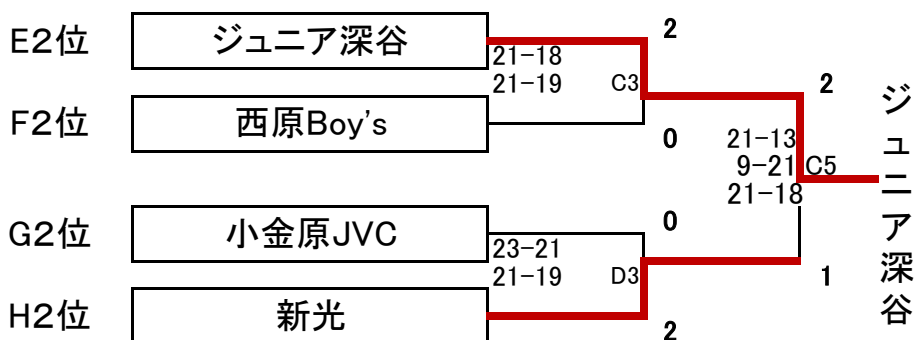 E2位
ジュニア深谷
2
21-18
21-19
C3
2
F2位
西原Boy's
0
21-13
9-21
21-18
C5
ジュニア深谷
G2位
小金原JVC
0
23-21
21-19
D3
1
H2位
新光
2